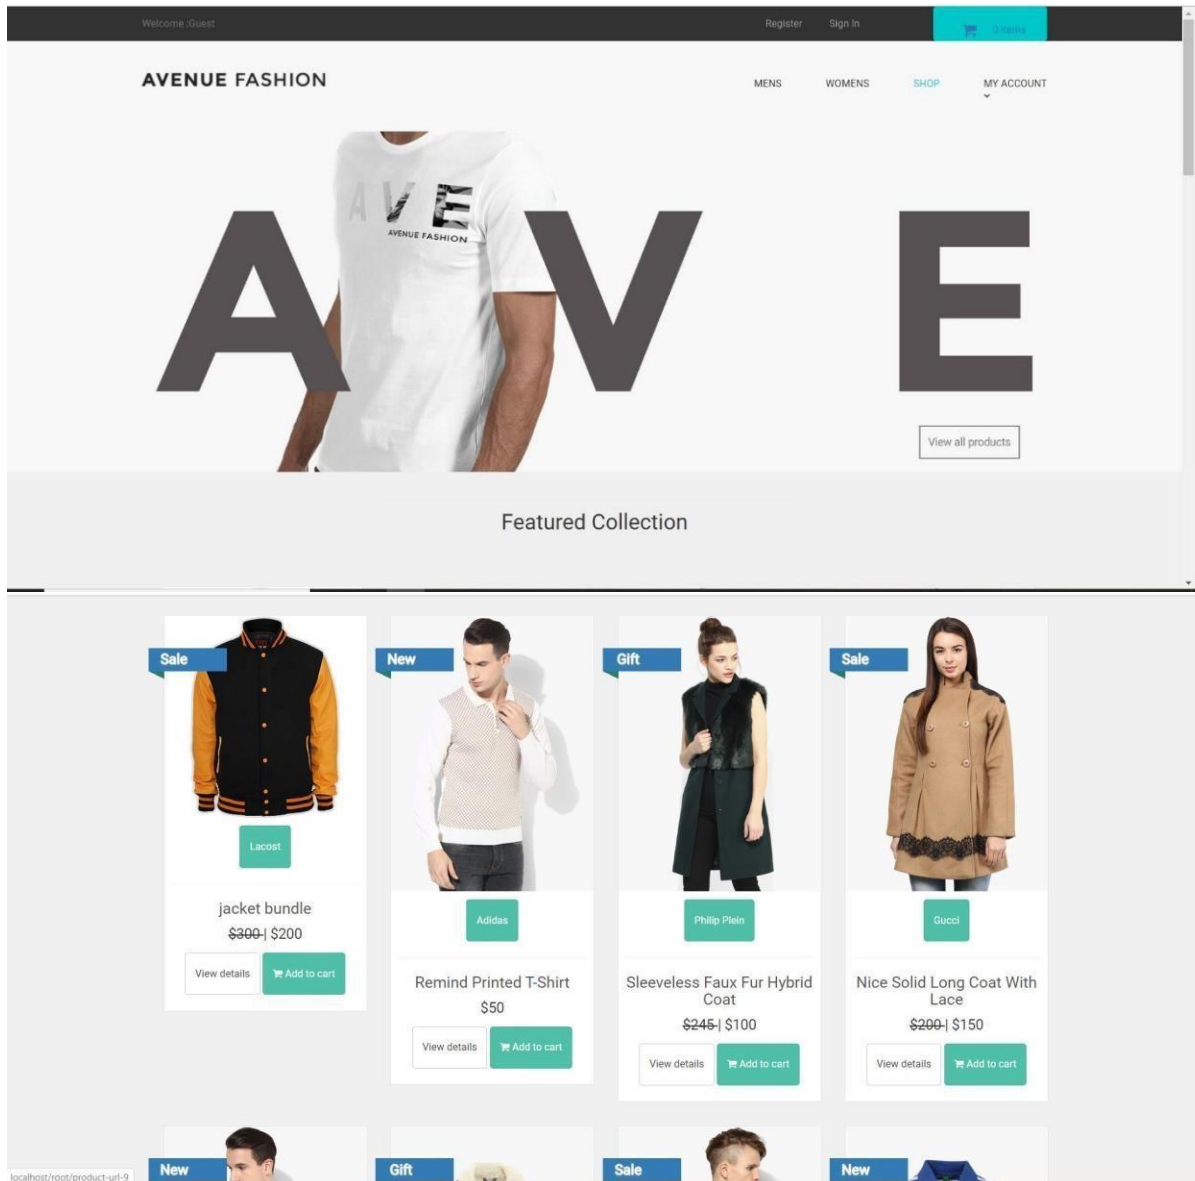 Welcome :Guest
Register Sign In 0 items
AVENUE FASHION
MENS WOMENS SHOP MY ACCOUNT
AVE
AVENUE FASHION
A V E
View all products
Featured Collection
Sale New Gift Sale
Lacost
jacket bundle
$300 | $200
View details Add to cart
Adidas
Remind Printed T-Shirt
$50
View details Add to cart
Philip Plein
Sleeveless Faux Fur Hybrid
Coat
$245 | $100
View details Add to cart
Gucci
Nice Solid Long Coat With
Lace
$200 | $150
View details Add to cart
New Gift Sale New
localhost/root/product-url-9